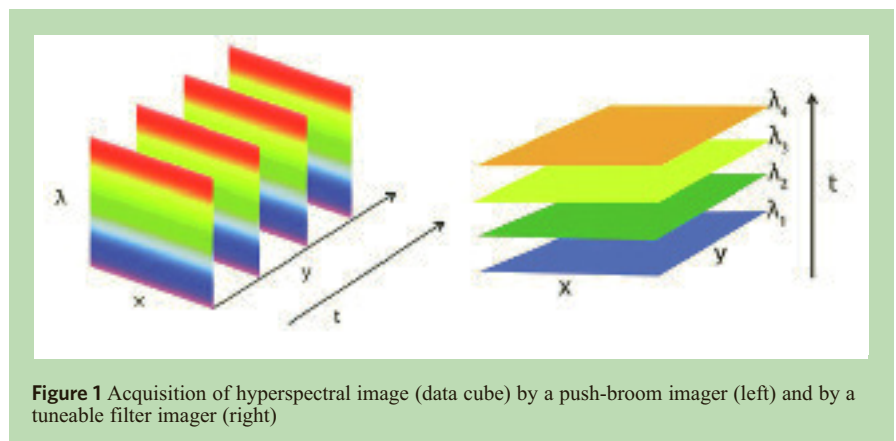 λ
x
y
t
λ₄
λ₃
λ₂
λ₁
t
y
x
Figure 1 Acquisition of hyperspectral image (data cube) by a push-broom imager (left) and by a
tuneable filter imager (right)